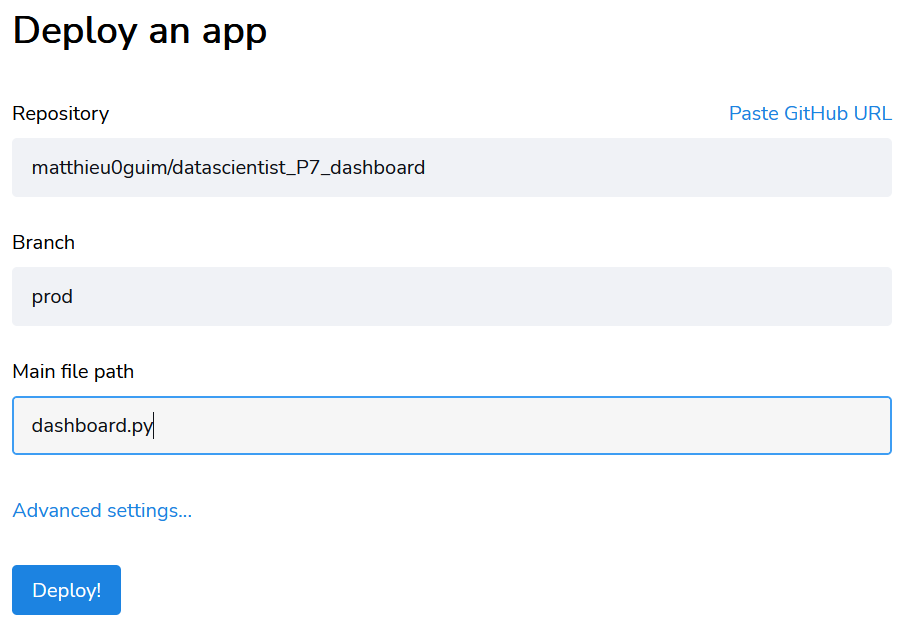 Deploy an app
Repository
Paste GitHub URL
matthieu0guim/datascientist_P7_dashboard
Branch
prod
Main file path
dashboard.py
Advanced settings...
Deploy!